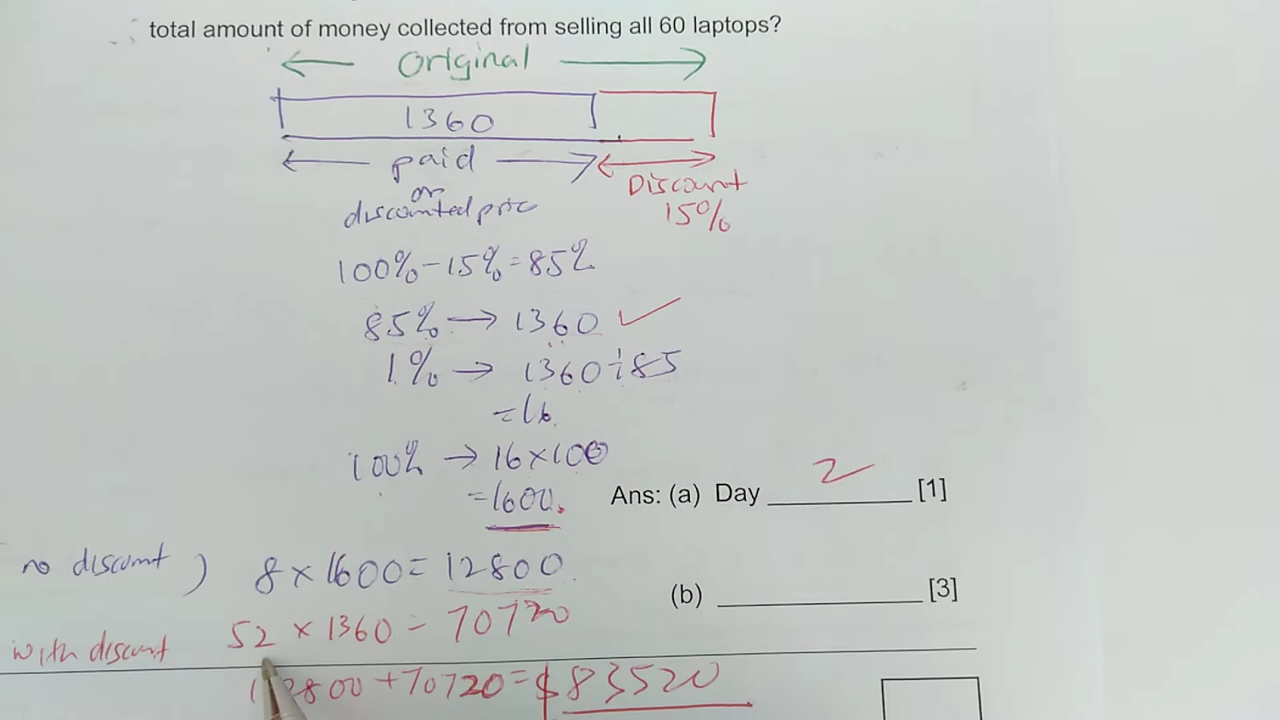 total amount of money collected from selling all 60 laptops?
Original
1360
paid
or
discounted pric
Discount
15%
100%-15%=85%
85% → 1360 ✓
1% → 1360÷85
=16
100% → 16×100
=1600
Ans: (a) Day 2 [1]
no discount ) 8 × 1600 = 12800
(b) [3]
with discount 52 × 1360 = 70720
12800 + 70720 = $83520